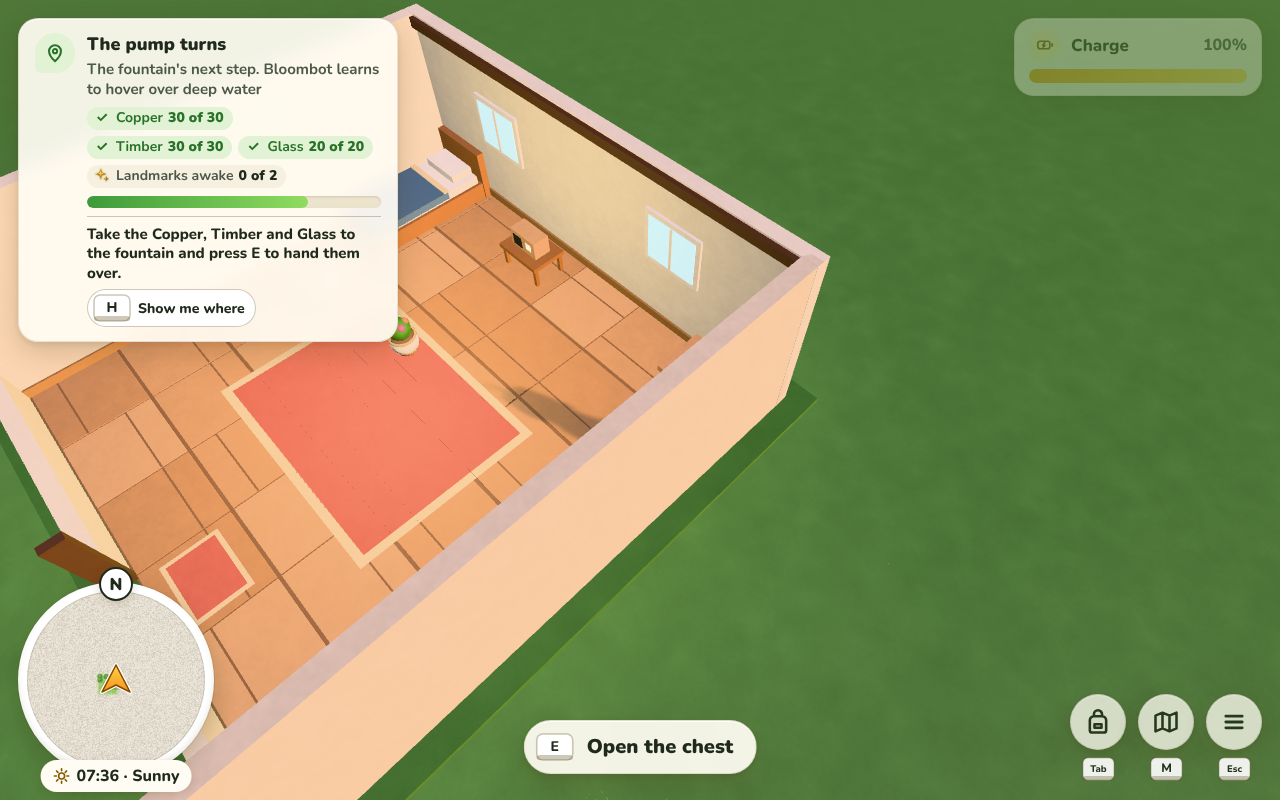 The pump turns
Charge 100%
The fountain's next step. Bloombot learns
to hover over deep water
Copper 30 of 30
Timber 30 of 30 Glass 20 of 20
Landmarks awake 0 of 2
Take the Copper, Timber and Glass to
the fountain and press E to hand them
over.
H Show me where
N
E Open the chest
07:36 · Sunny
Tab M Esc